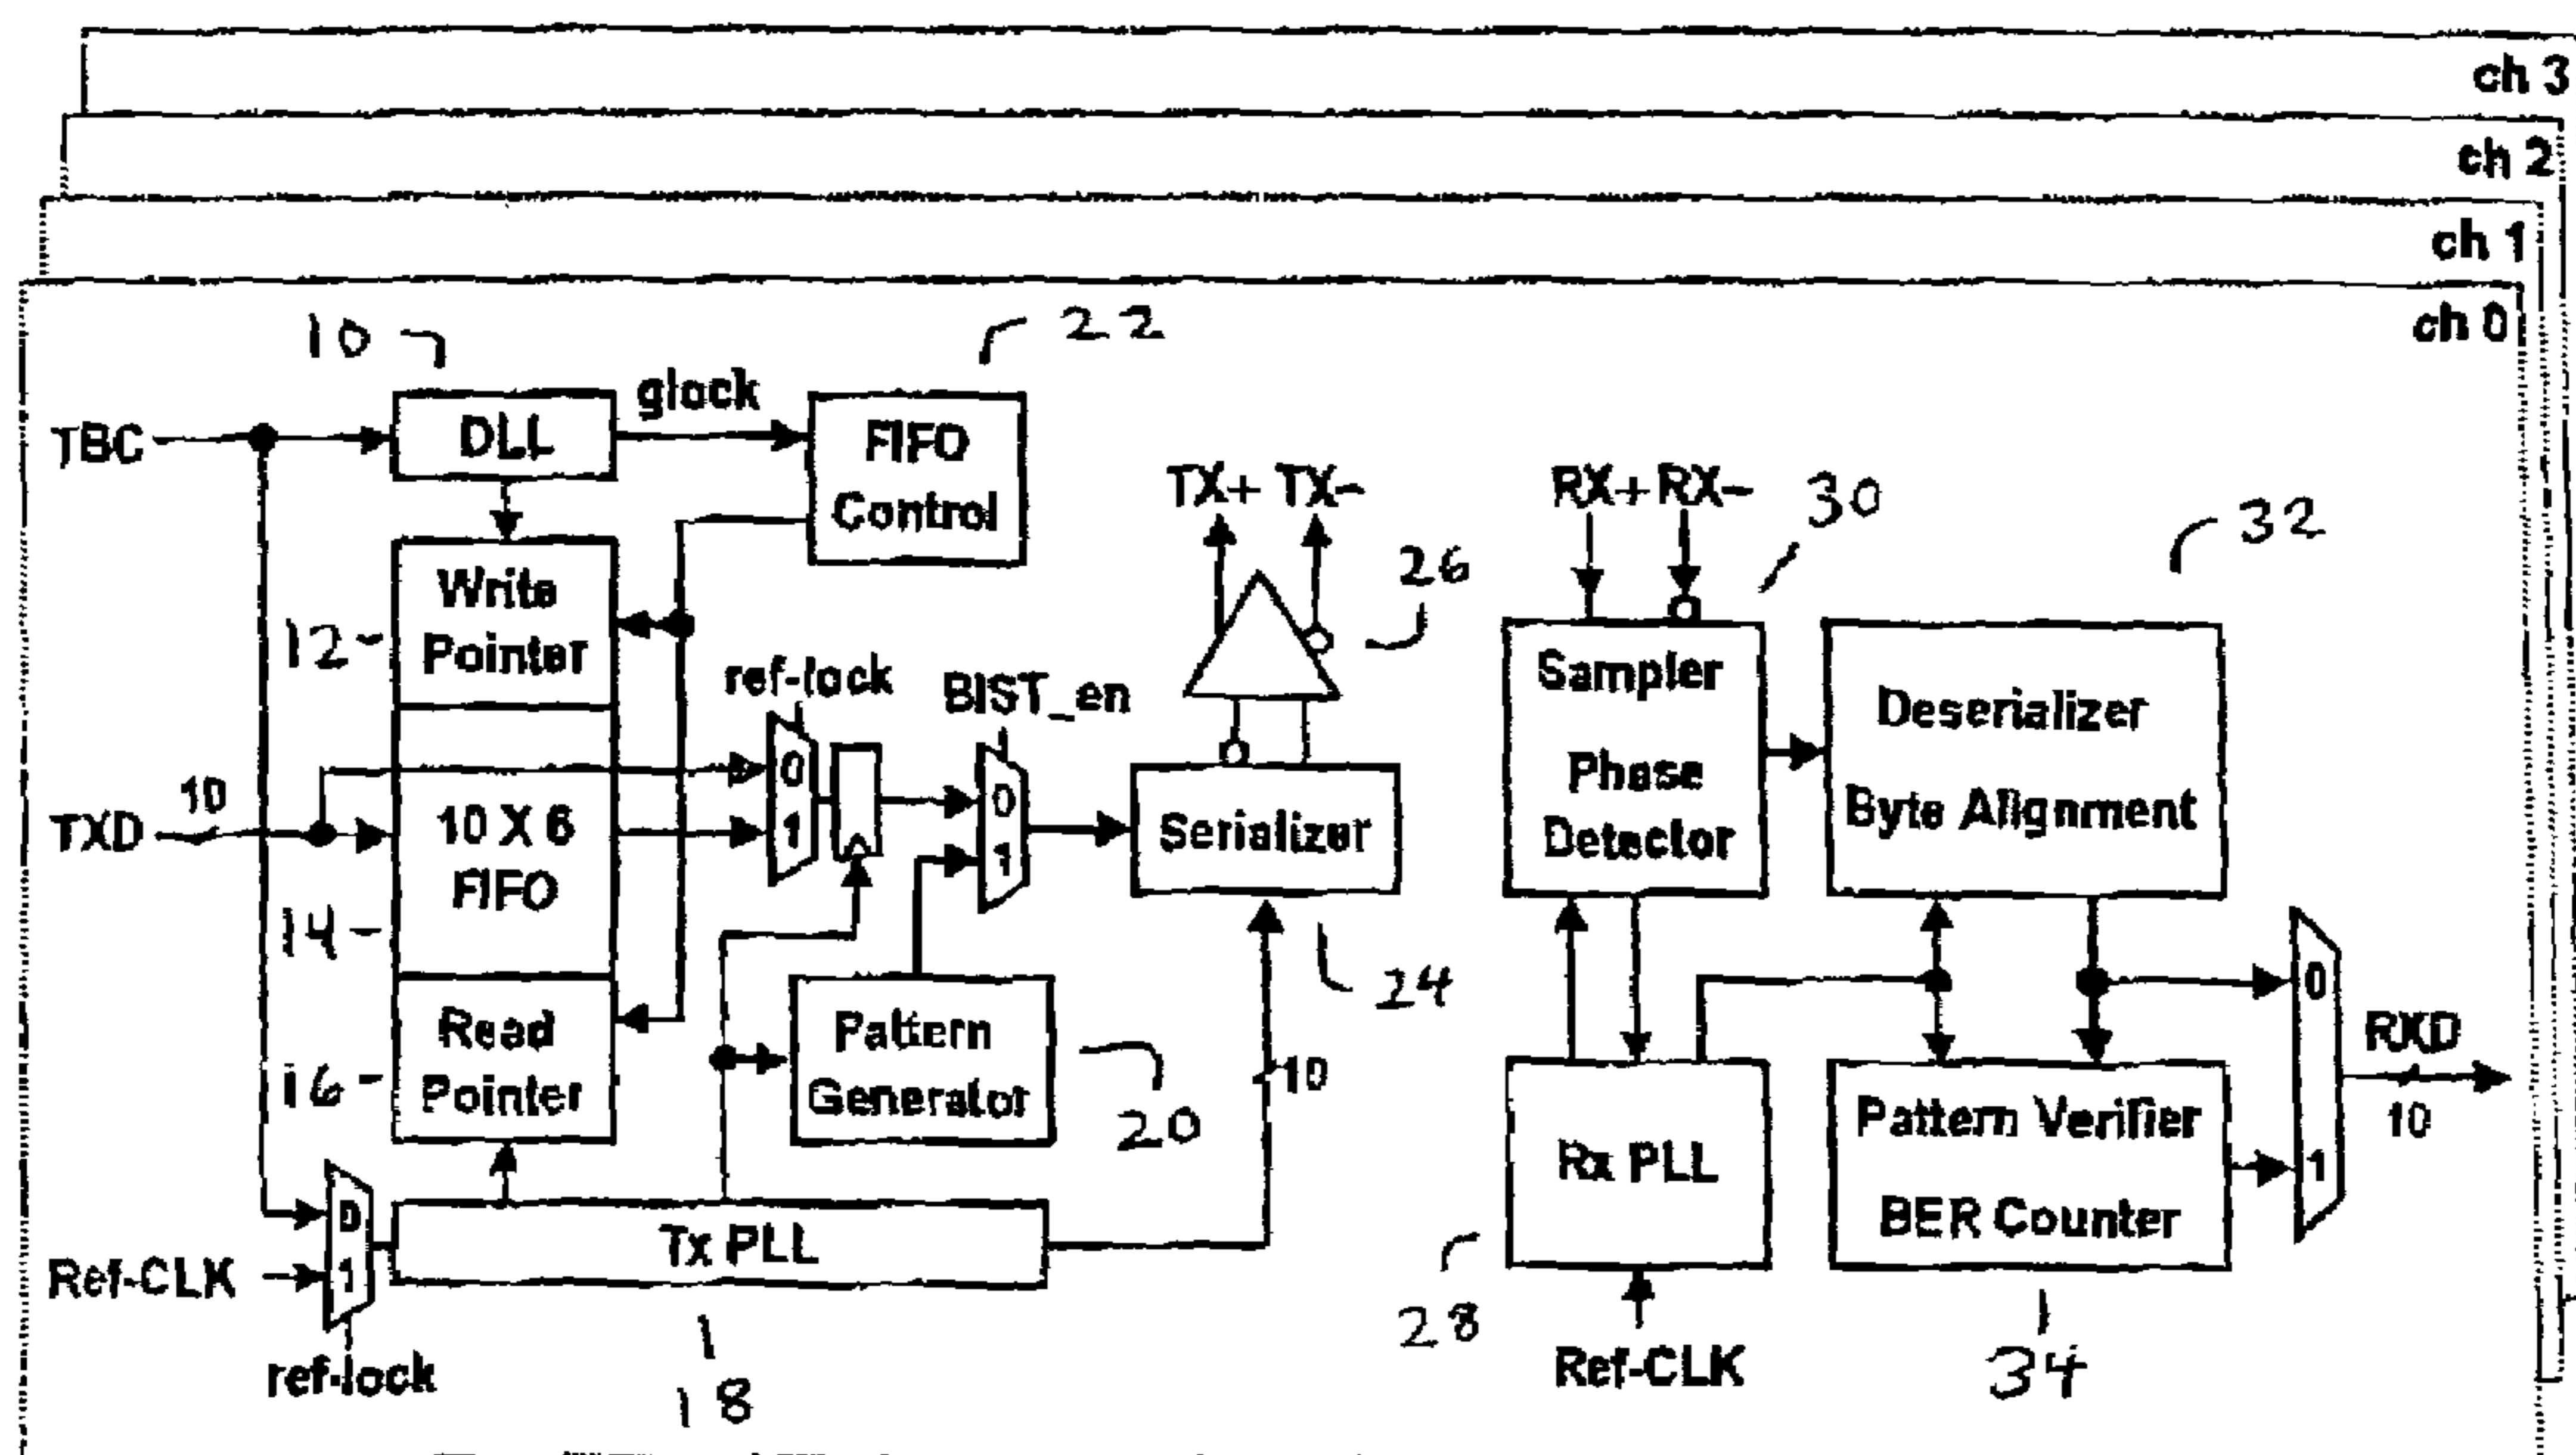 ch 3
ch 2
ch 1
ch 0
10
22
TBC
DLL
glock
FIFO
Control
TX+ TX-
RX+ RX-
30
32
26
12
Write
Pointer
ref-lock
BIST_en
Sampler
Phase
Detector
Deserializer
Byte Alignment
TXD
10
10 X 6
FIFO
0
1
0
1
Serializer
14
24
16
Read
Pointer
Pattern
Generator
20
10
Rx PLL
Pattern Verifier
BER Counter
0
1
RXD
10
Ref-CLK
0
1
Tx PLL
ref-lock
18
28
Ref-CLK
34